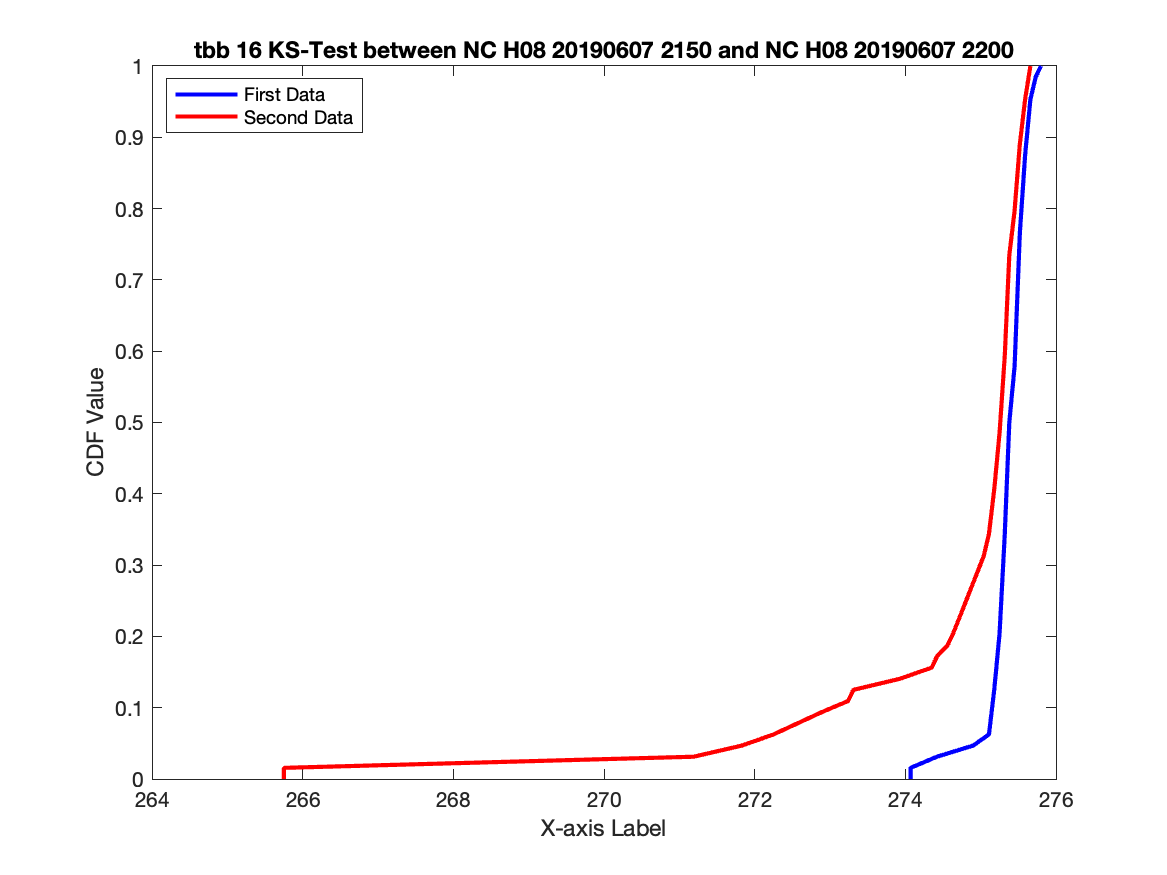 tbb 16 KS-Test between NC H08 20190607 2150 and NC H08 20190607 2200
First Data
Second Data
1
0.9
0.8
0.7
0.6
0.5
0.4
0.3
0.2
0.1
0
CDF Value
264 266 268 270 272 274 276
X-axis Label